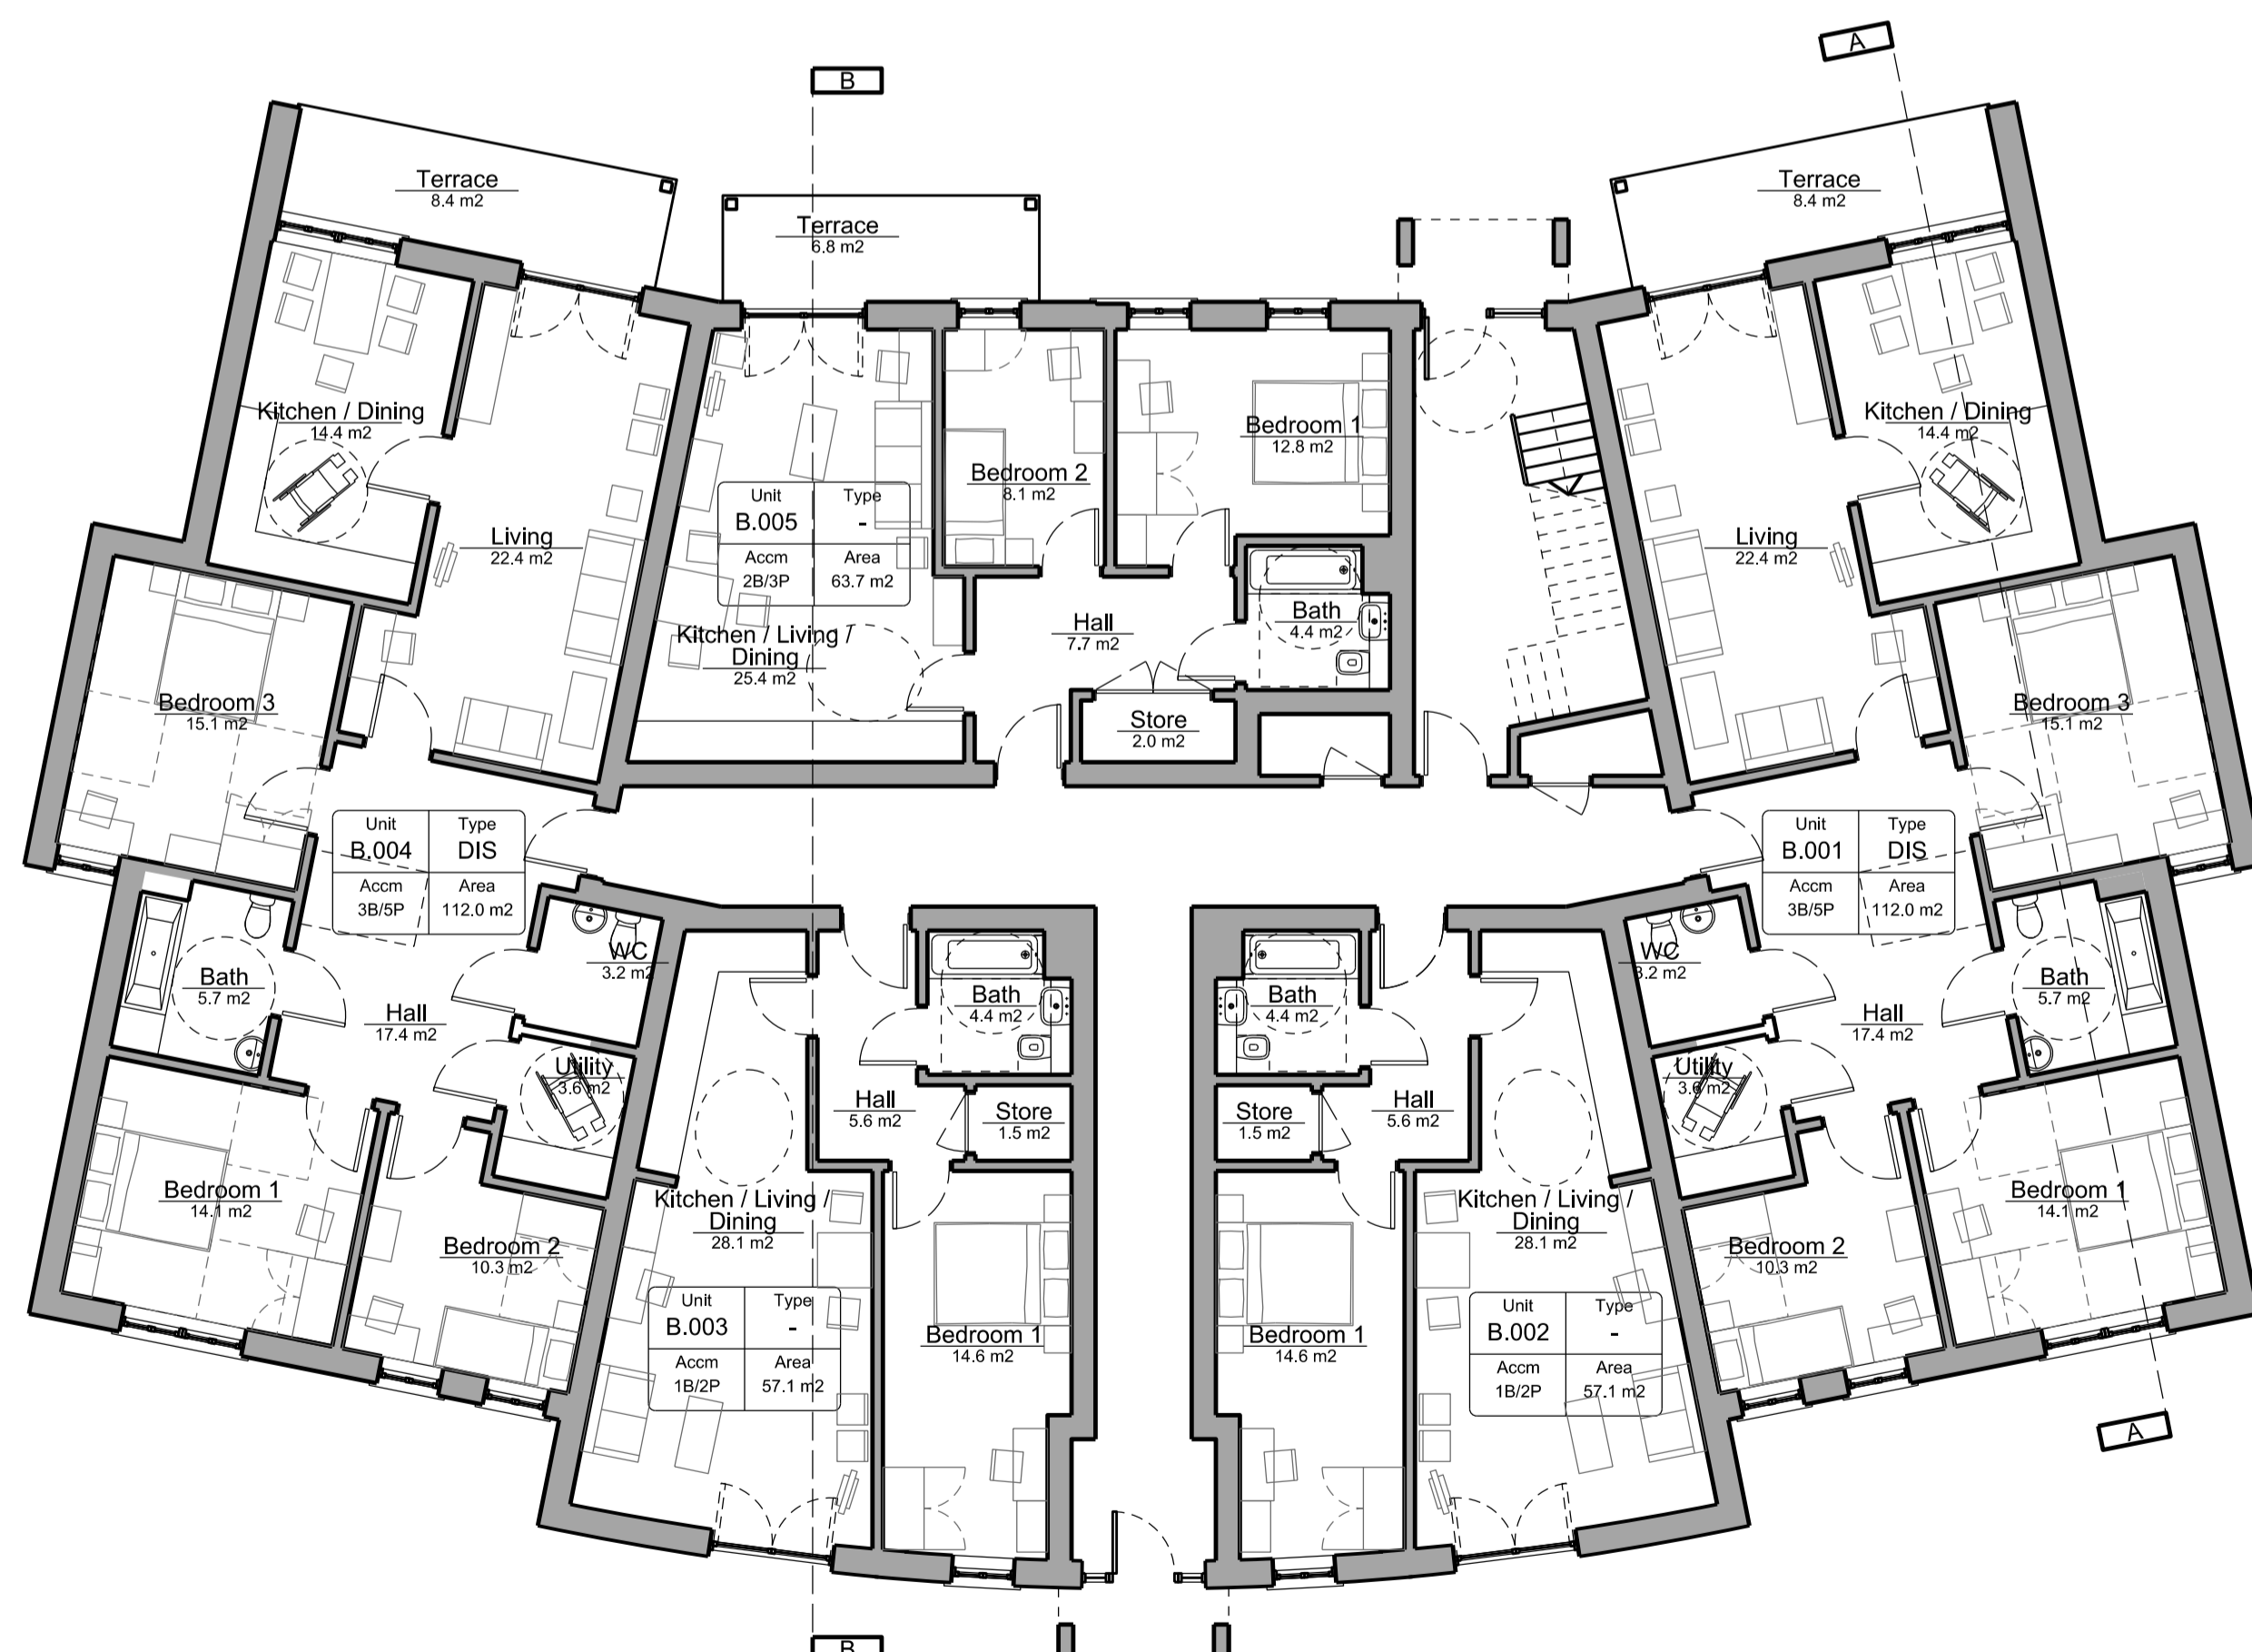 A
B
Terrace
8.4 m2
Terrace
8.4 m2
Terrace
6.8 m2
Kitchen / Dining
14.4 m2
Bedroom 1
12.8 m2
Kitchen / Dining
14.4 m2
Bedroom 2
8.1 m2
Unit
B.005
Type
-
Accm
2B/3P
Area
63.7 m2
Living
22.4 m2
Living
22.4 m2
Bath
4.4 m2
Hall
7.7 m2
Kitchen / Living /
Dining
25.4 m2
Bedroom 3
15.1 m2
Store
2.0 m2
Bedroom 3
15.1 m2
Unit
B.004
Type
DIS
Accm
3B/5P
Area
112.0 m2
Unit
B.001
Type
DIS
Accm
3B/5P
Area
112.0 m2
WC
3.2 m2
WC
3.2 m2
Bath
5.7 m2
Bath
4.4 m2
Bath
4.4 m2
Bath
5.7 m2
Hall
17.4 m2
Hall
17.4 m2
Utility
3.6 m2
Utility
3.6 m2
Hall
5.6 m2
Store
1.5 m2
Store
1.5 m2
Hall
5.6 m2
Bedroom 1
14.1 m2
Kitchen / Living /
Dining
28.1 m2
Kitchen / Living /
Dining
28.1 m2
Bedroom 1
14.1 m2
Bedroom 2
10.3 m2
Bedroom 2
10.3 m2
Unit
B.003
Type
-
Accm
1B/2P
Area
57.1 m2
Bedroom 1
14.6 m2
Bedroom 1
14.6 m2
Unit
B.002
Type
-
Accm
1B/2P
Area
57.1 m2
A
B